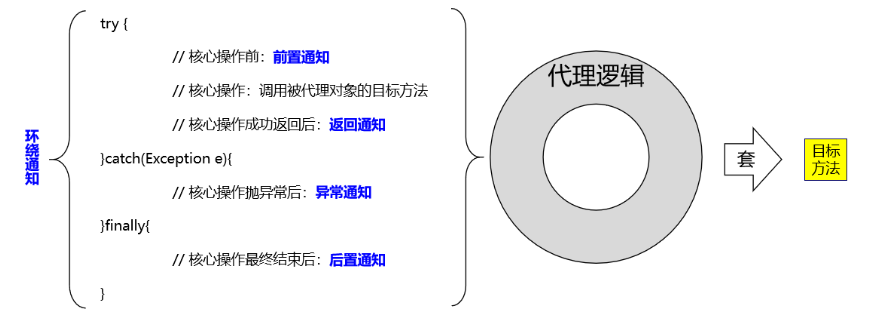 try {
// 核心操作前：前置通知
// 核心操作：调用被代理对象的目标方法
// 核心操作成功返回后：返回通知
}catch(Exception e){
// 核心操作抛异常后：异常通知
}finally{
// 核心操作最终结束后：后置通知
}
环绕通知
代理逻辑
套
目标
方法